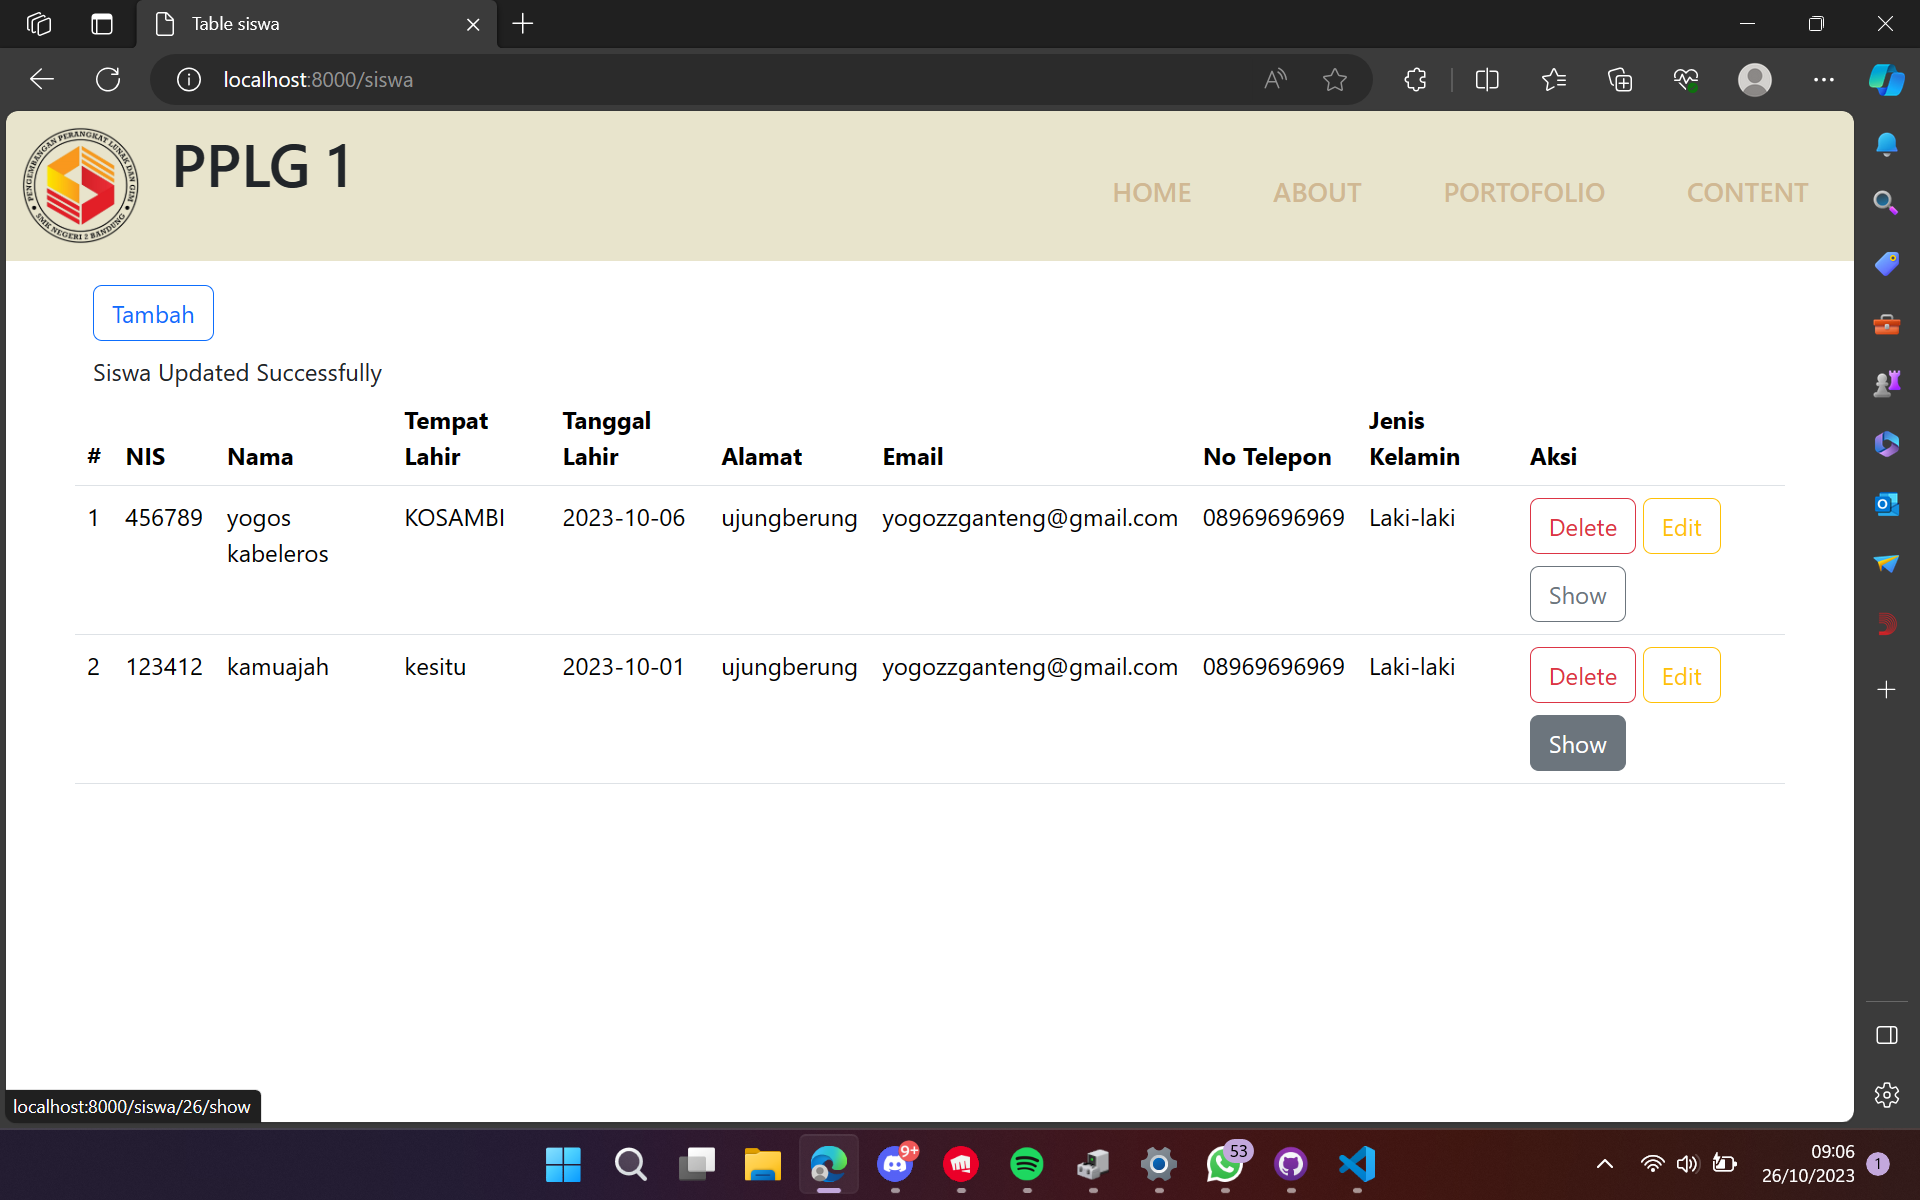 Table siswa
localhost:8000/siswa
PENGEMBANGAN PERANGKAT LUNAK DAN GIM
SMK NEGERI 2 BANDUNG
PPLG 1
HOME ABOUT PORTOFOLIO CONTENT
Tambah
Siswa Updated Successfully
# NIS Nama Tempat Lahir Tanggal Lahir Alamat Email No Telepon Jenis Kelamin Aksi
1 456789 yogos kabeleros KOSAMBI 2023-10-06 ujungberung yogozzganteng@gmail.com 08969696969 Laki-laki Delete Edit
Show
2 123412 kamuajah kesitu 2023-10-01 ujungberung yogozzganteng@gmail.com 08969696969 Laki-laki Delete Edit
Show
localhost:8000/siswa/26/show
9+
53
09:06
26/10/2023
1